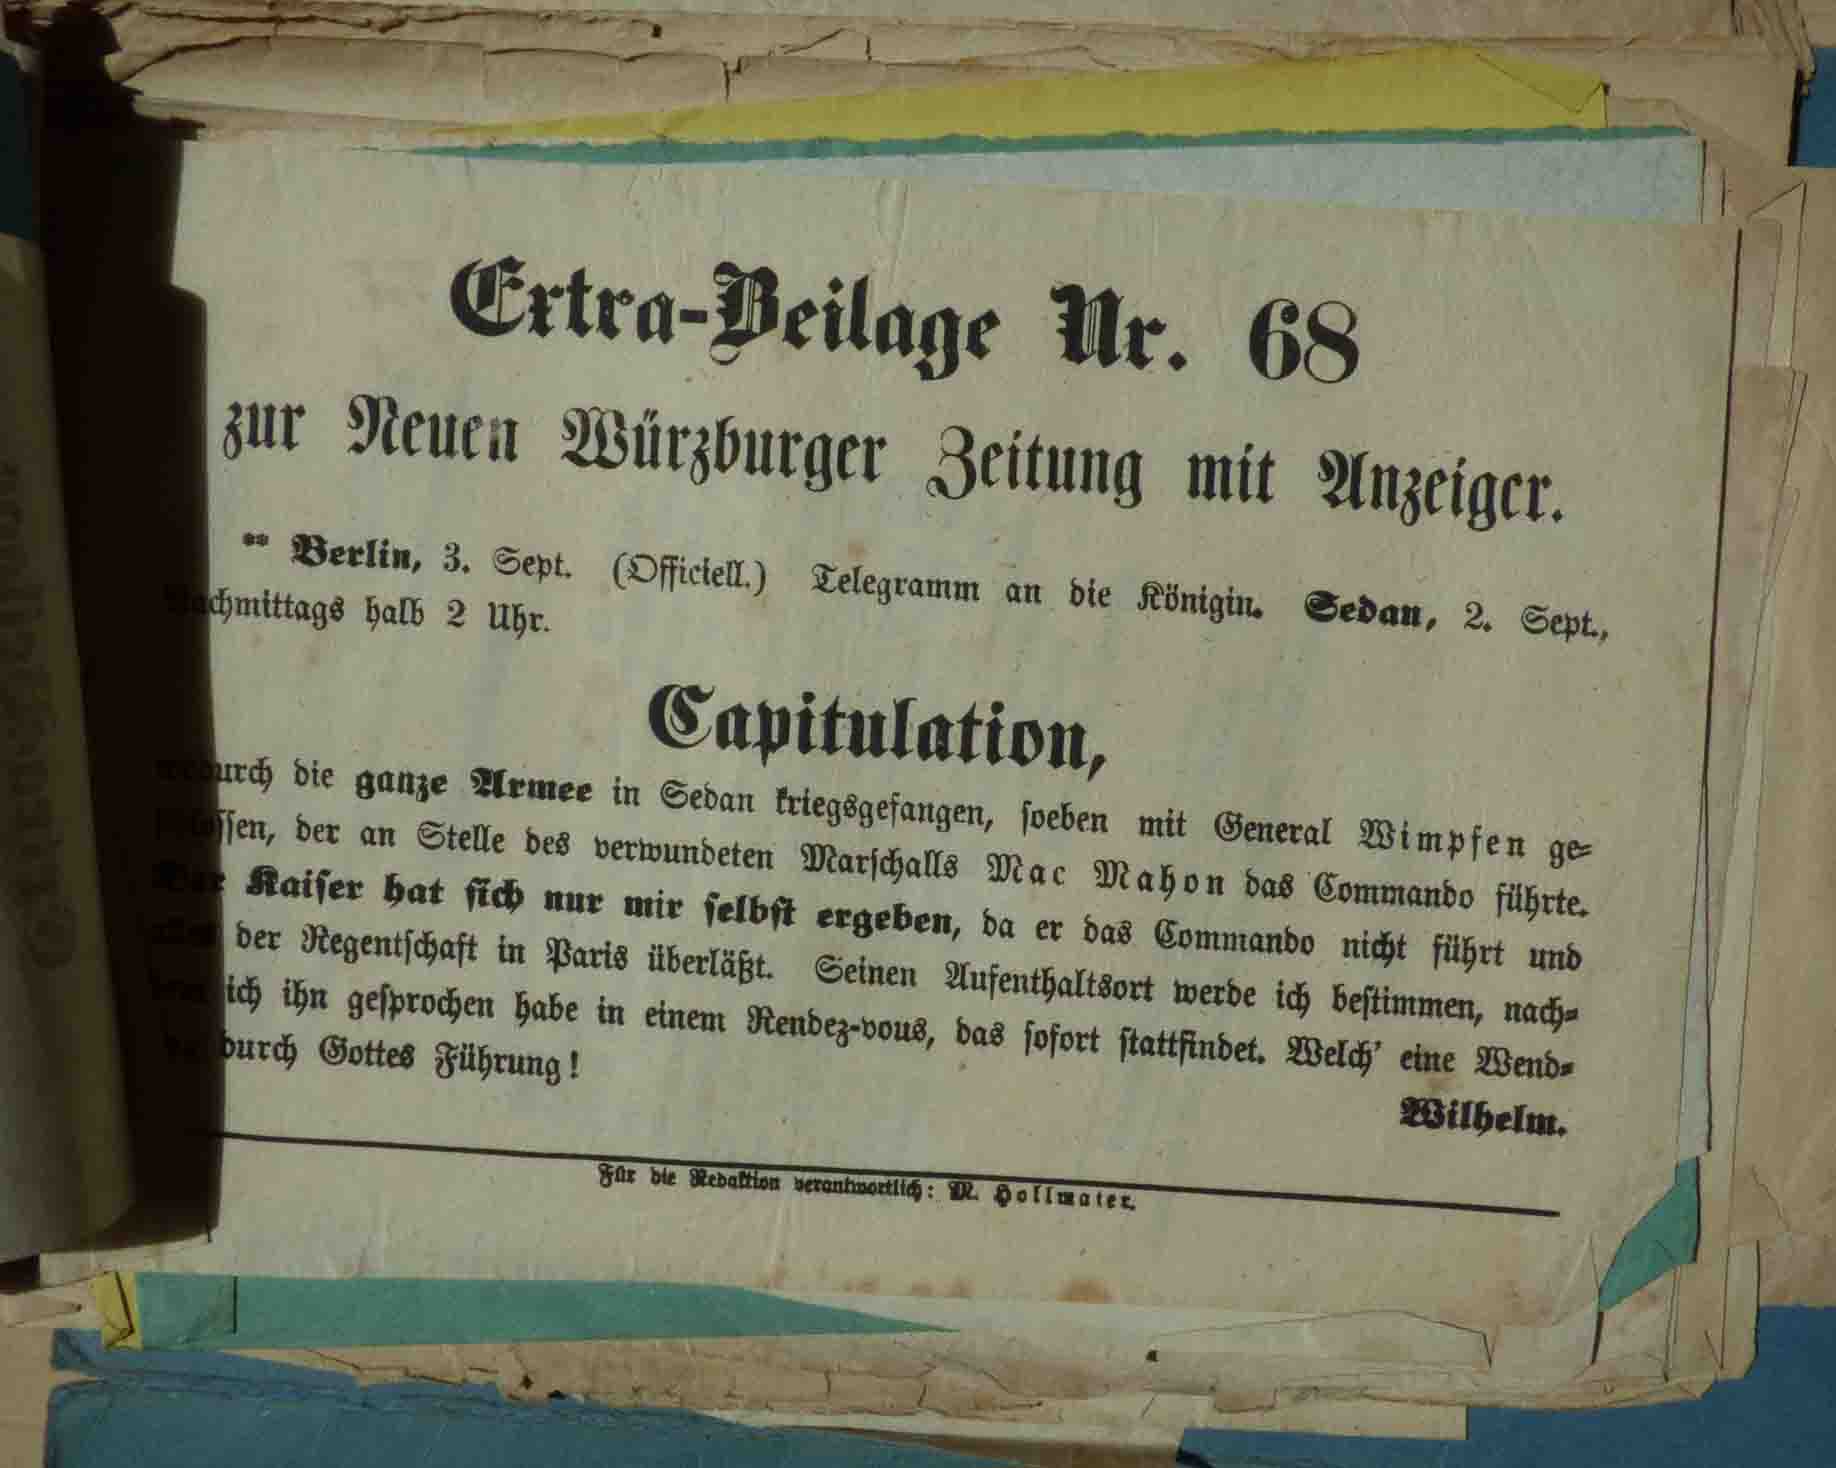 Extra-Beilage Nr. 68
zur Neuen Würzburger Zeitung mit Anzeiger.
** Berlin, 3. Sept. (Officiell.) Telegramm an die Königin. Sedan, 2. Sept.,
Nachmittags halb 2 Uhr.
Capitulation,
wodurch die ganze Armee in Sedan kriegsgefangen, soeben mit General Wimpfen ge=
schlossen, der an Stelle des verwundeten Marschalls Mac Mahon das Commando führte.
Der Kaiser hat sich nur mir selbst ergeben, da er das Commando nicht führt und
alles der Regentschaft in Paris überläßt. Seinen Aufenthaltsort werde ich bestimmen, nach=
dem ich ihn gesprochen habe in einem Rendez-vous, das sofort stattfindet. Welch' eine Wend=
durch Gottes Führung!
Wilhelm.
Für die Redaktion verantwortlich: M. Hollmaier.